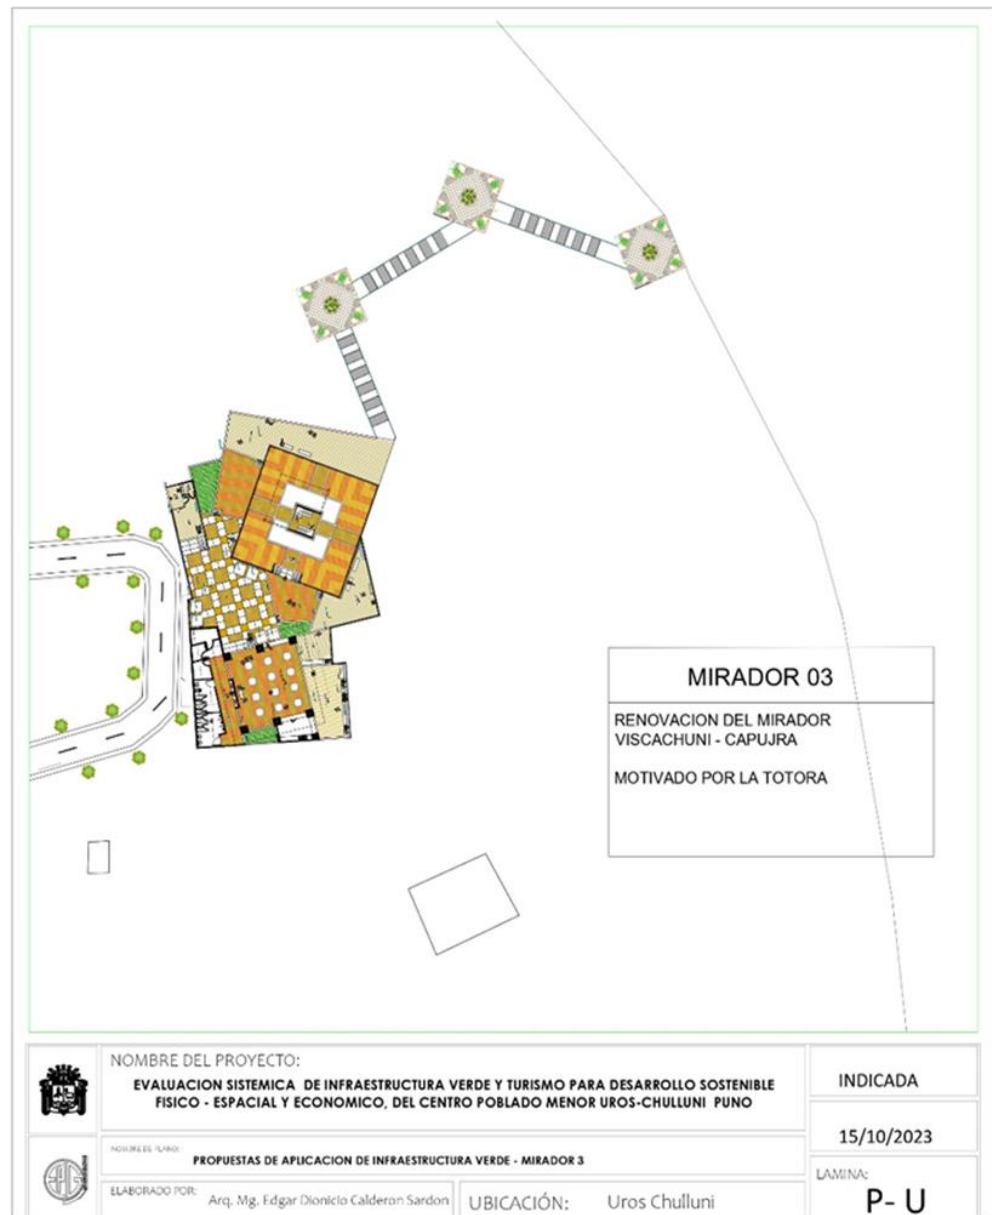 MIRADOR 03
RENOVACION DEL MIRADOR
VISCACHUNI - CAPUJRA
MOTIVADO POR LA TOTORA
NOMBRE DEL PROYECTO:
EVALUACION SISTEMICA DE INFRAESTRUCTURA VERDE Y TURISMO PARA DESARROLLO SOSTENIBLE
FISICO - ESPACIAL Y ECONOMICO, DEL CENTRO POBLADO MENOR UROS-CHULLUNI PUNO
INDICADA
15/10/2023
NOMBRE DE PLANO:
PROPUESTAS DE APLICACION DE INFRAESTRUCTURA VERDE - MIRADOR 3
ELABORADO POR: Arq. Mg. Edgar Dionicio Calderon Sardon
UBICACIÓN: Uros Chulluni
LAMINA:
P- U